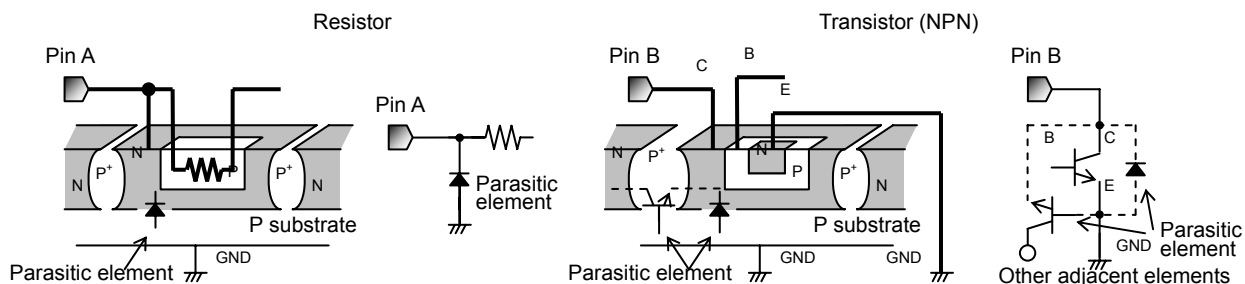 Resistor
Transistor (NPN)
Pin A
Pin A
N
P
N
P+
P+
N
Parasitic
element
P substrate
GND
Parasitic element
Pin B
C
B
E
N
P+
N
P
P+
N
P substrate
GND
GND
Parasitic element
Pin B
B
C
E
GND
Parasitic
element
Other adjacent elements